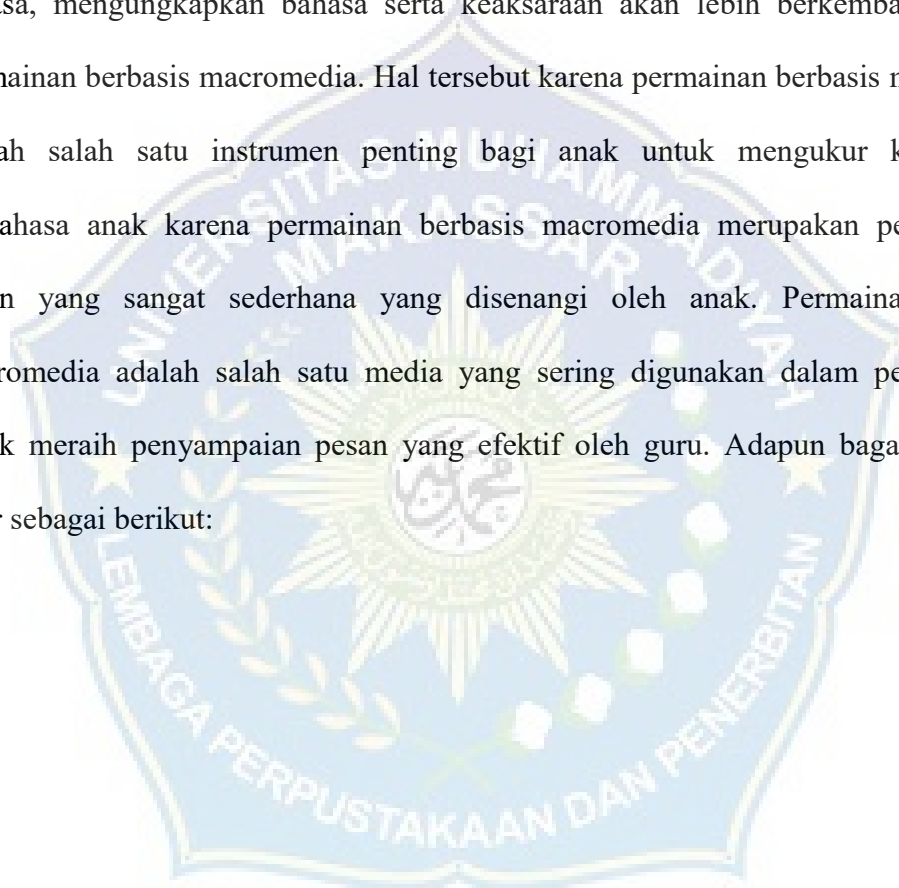 asa, mengungkapkan bahasa serta keaksaraan akan lebih berkemba
mainan berbasis macromedia. Hal tersebut karena permainan berbasis m
ah salah satu instrumen penting bagi anak untuk mengukur k
bahasa anak karena permainan berbasis macromedia merupakan pe
n yang sangat sederhana yang disenangi oleh anak. Permaina
romedia adalah salah satu media yang sering digunakan dalam pe
k meraih penyampaian pesan yang efektif oleh guru. Adapun baga
r sebagai berikut:
UNIVERSITAS MUHAMMADIYAH
MAKASSAR
LEMBAGA PERPUSTAKAAN DAN PENERBITAN